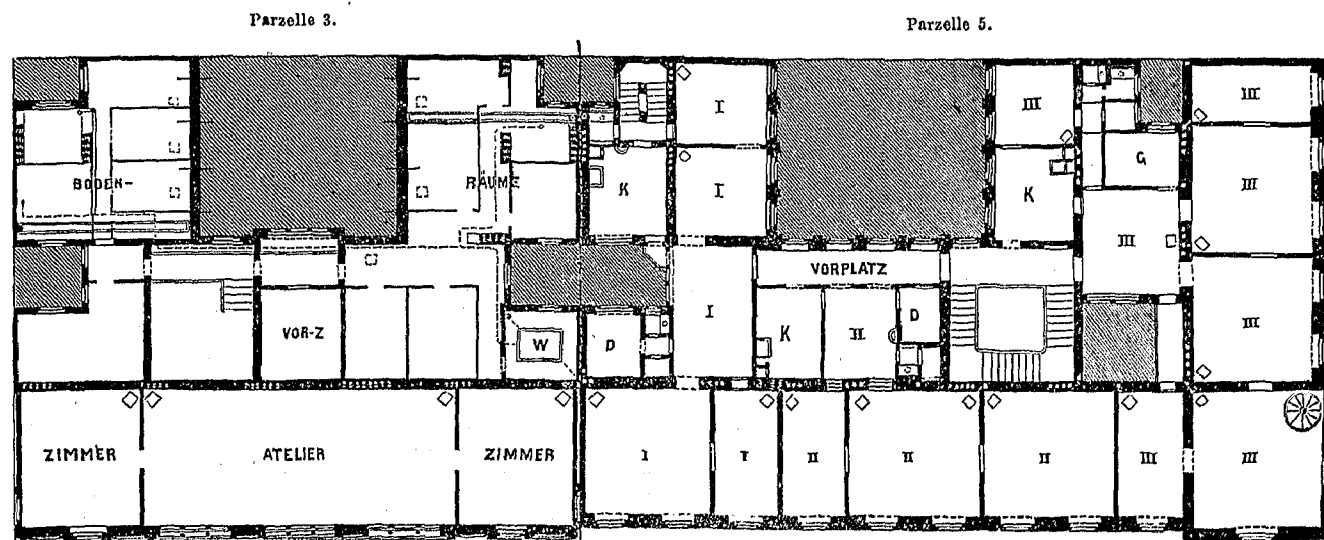 Parzelle 3.
Parzelle 5.
I
III
III
K
I
K
G
III
BODEN-
RÄUME
III
VORPLATZ
I
VOR-Z
W
D
K
II
D
III
ZIMMER
ATELIER
ZIMMER
I
I
II
II
II
III
III